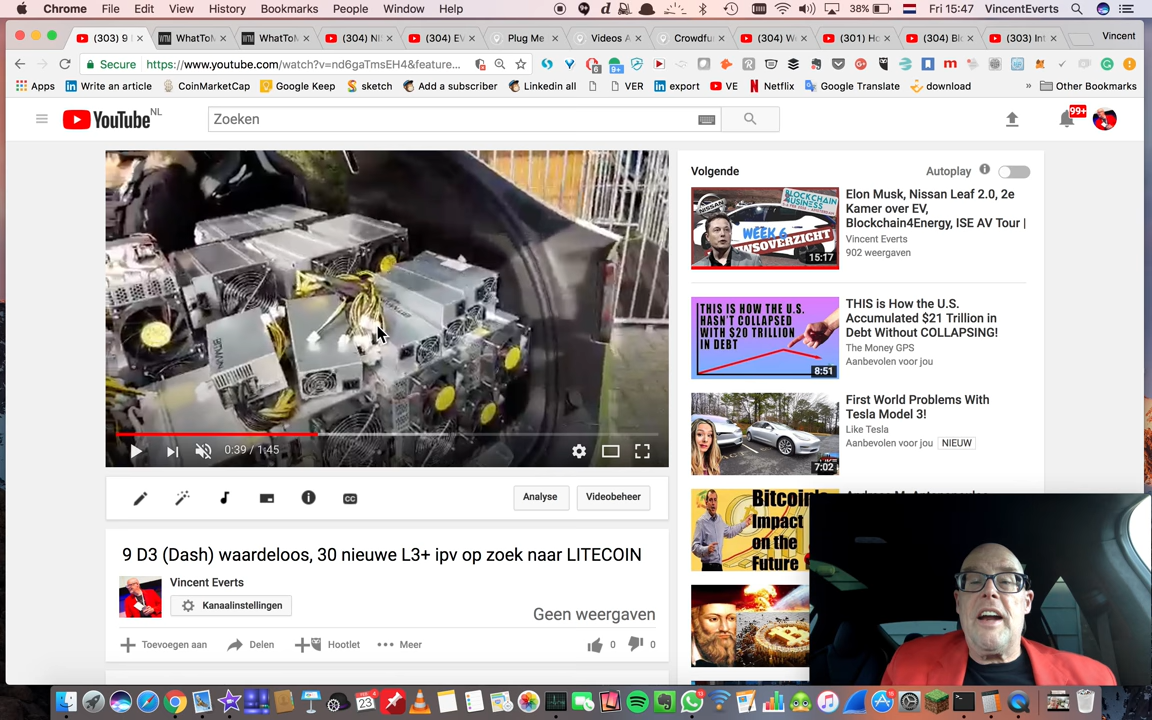 Chrome File Edit View History Bookmarks People Window Help 38% Fri 15:47 VincentEverts
(303) 9 WhatToM WhatToM (304) NI (304) EV Plug Me Videos A Crowdfu (304) W (301) Ho (304) Blo (303) Int Vincent
Secure https://www.youtube.com/watch?v=nd6gaTmsEH4&feature...
Apps Write an article CoinMarketCap Google Keep sketch Add a subscriber Linkedin all VER export VE Netflix Google Translate download » Other Bookmarks
YouTube NL Zoeken 99+
Volgende Autoplay
Elon Musk, Nissan Leaf 2.0, 2e
Kamer over EV,
Blockchain4Energy, ISE AV Tour |
Vincent Everts
902 weergaven
BLOCKCHAIN
BUSINESS
WEEK 6
NSOVERZICHT
15:17
THIS IS HOW THE U.S.
HASN'T COLLAPSED
WITH $20 TRILLION
IN DEBT
8:51
THIS is How the U.S.
Accumulated $21 Trillion in
Debt Without COLLAPSING!
The Money GPS
Aanbevolen voor jou
First World Problems With
Tesla Model 3!
Like Tesla
Aanbevolen voor jou NIEUW
7:02
Bitcoin's
Impact
on the
Future
0:39 / 1:45
Analyse Videobeheer
9 D3 (Dash) waardeloos, 30 nieuwe L3+ ipv op zoek naar LITECOIN
Vincent Everts
Kanaalinstellingen
Geen weergaven
Toevoegen aan Delen Hootlet Meer 0 0